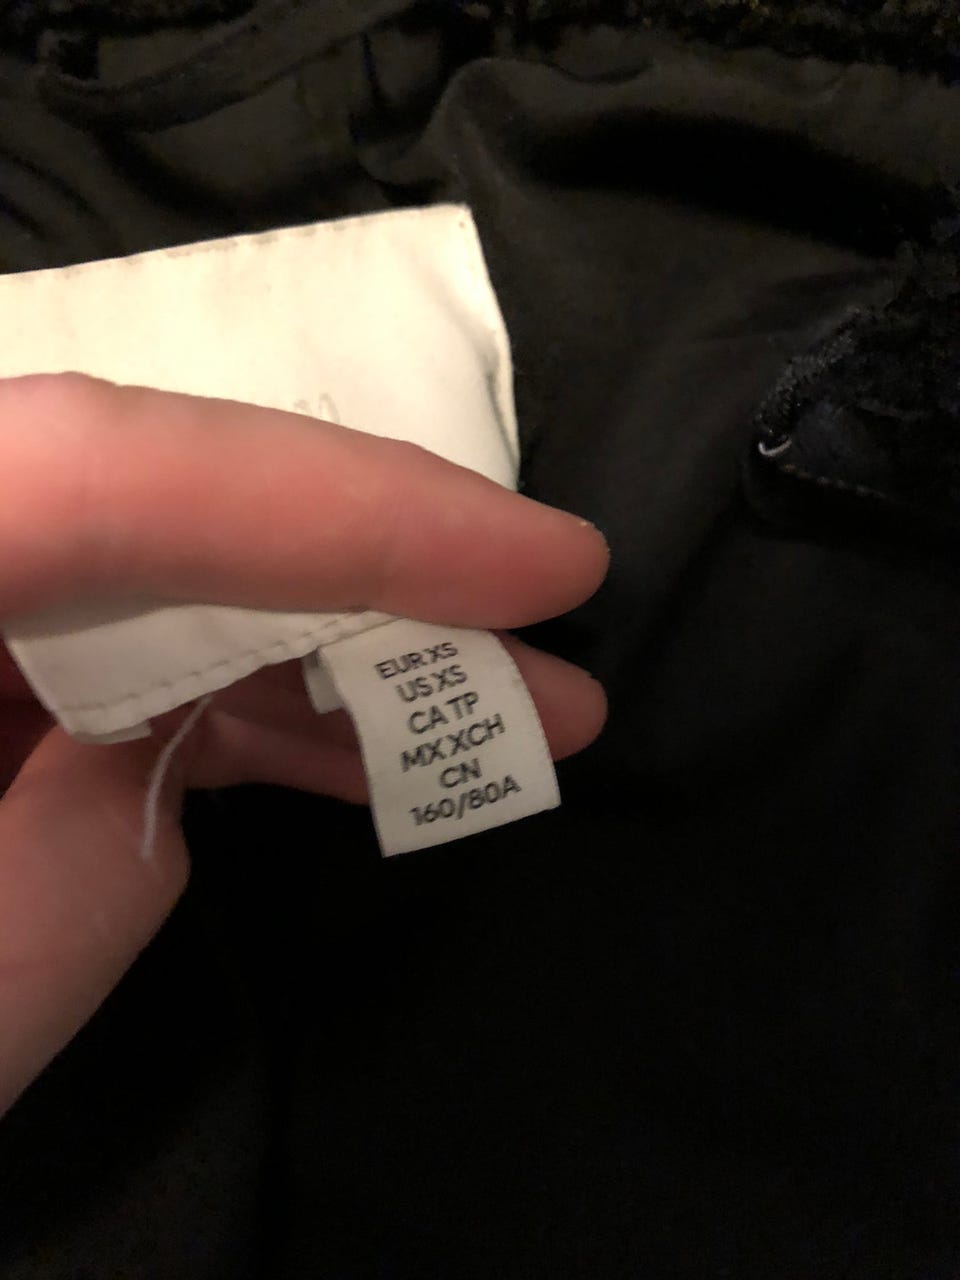 EUR XS
US XS
CA TP
MX XCH
CN
160/80A